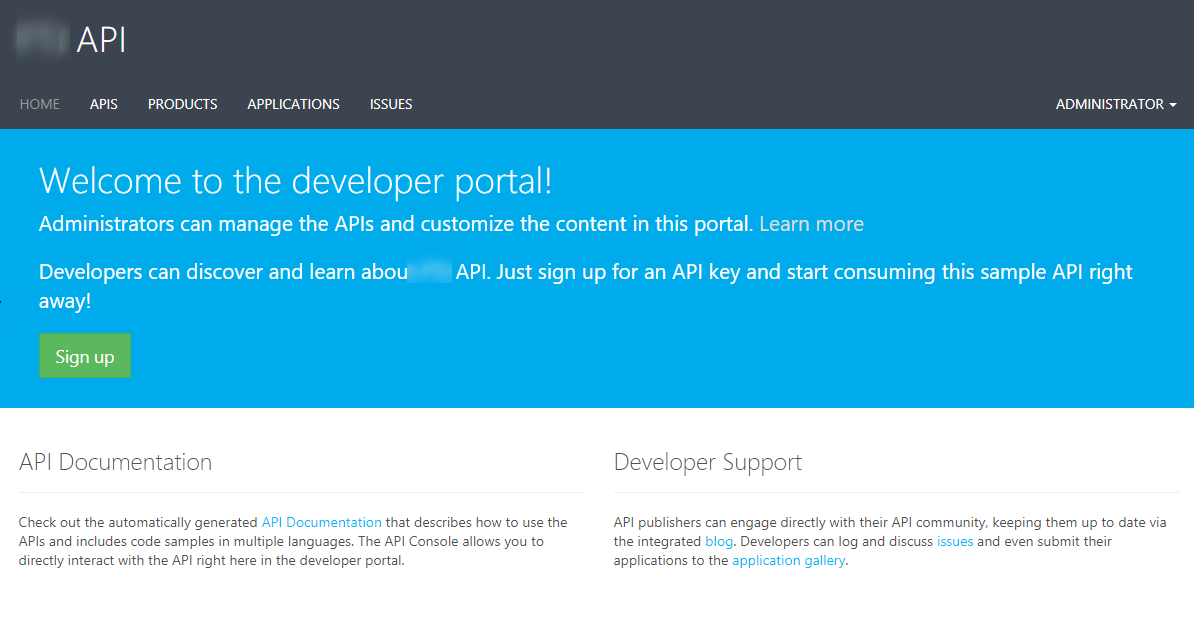 API
HOME APIS PRODUCTS APPLICATIONS ISSUES ADMINISTRATOR
Welcome to the developer portal!
Administrators can manage the APIs and customize the content in this portal. Learn more
Developers can discover and learn API. Just sign up for an API key and start consuming this sample API right
away!
Sign up
API Documentation
Check out the automatically generated API Documentation that describes how to use the
APIs and includes code samples in multiple languages. The API Console allows you to
directly interact with the API right here in the developer portal.
Developer Support
API publishers can engage directly with their API community, keeping them up to date via
the integrated blog. Developers can log and discuss issues and even submit their
applications to the application gallery.